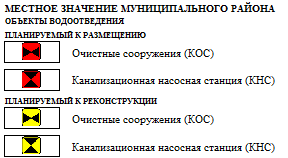 МЕСТНОЕ ЗНАЧЕНИЕ МУНИЦИПАЛЬНОГО РАЙОНА
ОБЪЕКТЫ ВОДООТВЕДЕНИЯ
ПЛАНИРУЕМЫЙ К РАЗМЕЩЕНИЮ
Очистные сооружения (КОС)
Канализационная насосная станция (КНС)
ПЛАНИРУЕМЫЙ К РЕКОНСТРУКЦИИ
Очистные сооружения (КОС)
Канализационная насосная станция (КНС)